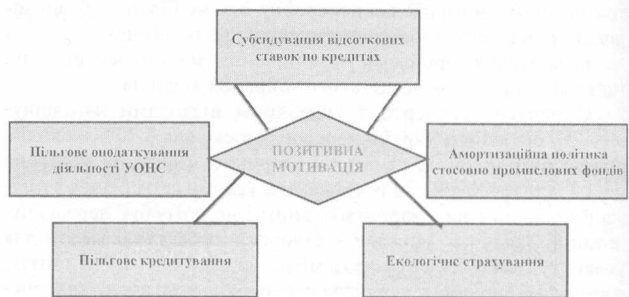 Субсидування відсоткових
ставок по кредитах
Пільгове оподаткування
діяльності УОНС
ПОЗИТИВНА
МОТИВАЦІЯ
Амортизаційна політика
стосовно промислових фондів
Пільгове кредитування
Екологічне страхування